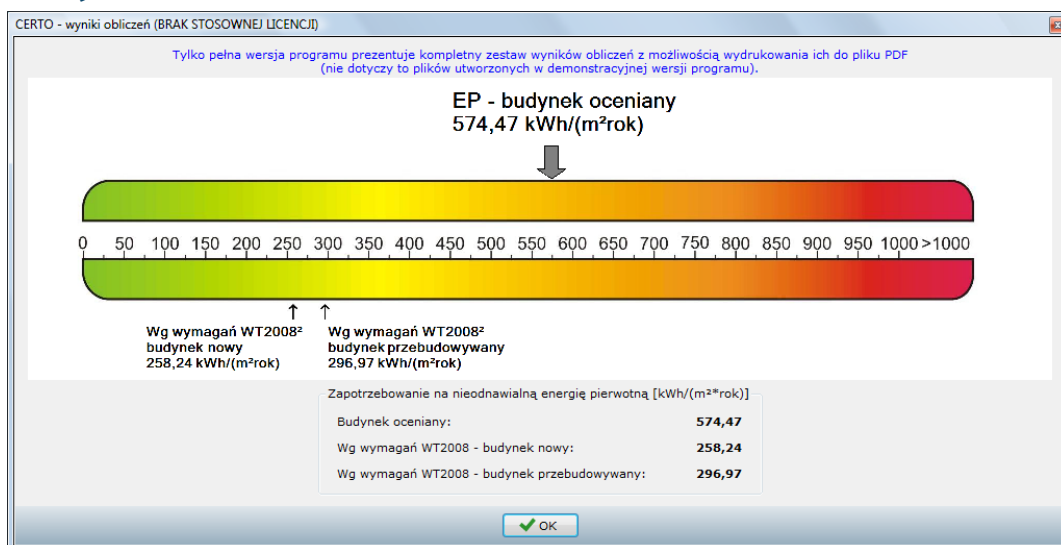 CERTO - wyniki obliczeń (BRAK STOSOWNEJ LICENCJI)
Tylko pełna wersja programu prezentuje kompletny zestaw wyników obliczeń z możliwością wydrukowania ich do pliku PDF
(nie dotyczy to plików utworzonych w demonstracyjnej wersji programu).
EP - budynek oceniany
574,47 kWh/(m²rok)
0 50 100 150 200 250 300 350 400 450 500 550 600 650 700 750 800 850 900 950 1000 >1000
Wg wymagań WT2008²
budynek nowy
258,24 kWh/(m²rok)
Wg wymagań WT2008²
budynek przebudowywany
296,97 kWh/(m²rok)
Zapotrzebowanie na nieodnawialną energię pierwotną [kWh/(m²*rok)]
Budynek oceniany: 574,47
Wg wymagań WT2008 - budynek nowy: 258,24
Wg wymagań WT2008 - budynek przebudowywany: 296,97
OK